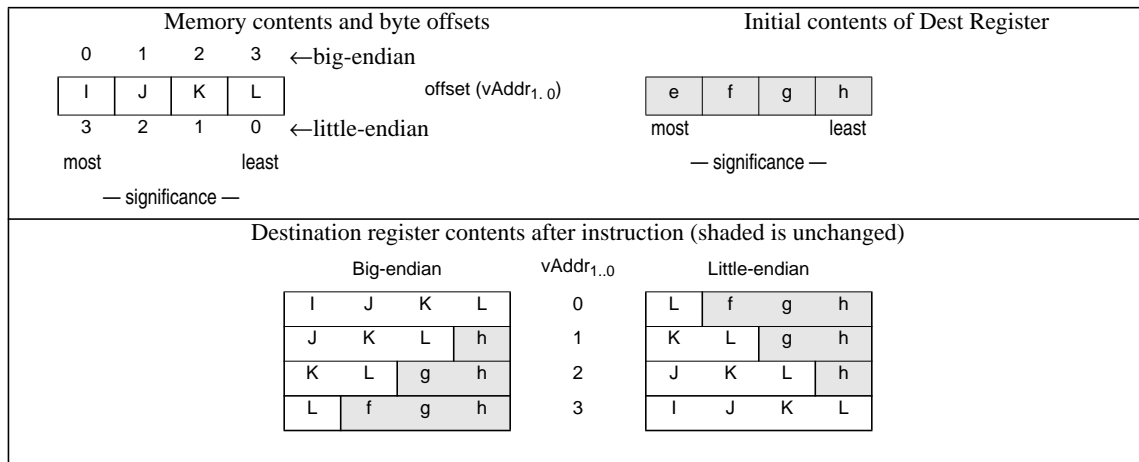 Memory contents and byte offsets
Initial contents of Dest Register
0 1 2 3 ←big-endian
I J K L offset (vAddr1. 0) e f g h
3 2 1 0 ←little-endian most least
most least — significance —
— significance —
Destination register contents after instruction (shaded is unchanged)
Big-endian vAddr1..0 Little-endian
I J K L 0 L f g h
J K L h 1 K L g h
K L g h 2 J K L h
L f g h 3 I J K L